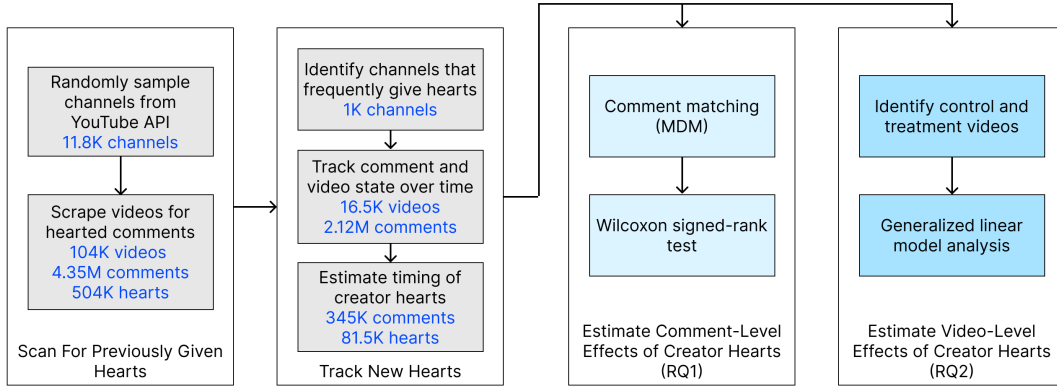 Randomly sample
channels from
YouTube API
11.8K channels
Scrape videos for
hearted comments
104K videos
4.35M comments
504K hearts
Scan For Previously Given
Hearts
Identify channels that
frequently give hearts
1K channels
Track comment and
video state over time
16.5K videos
2.12M comments
Estimate timing of
creator hearts
345K comments
81.5K hearts
Track New Hearts
Comment matching
(MDM)
Wilcoxon signed-rank
test
Estimate Comment-Level
Effects of Creator Hearts
(RQ1)
Identify control and
treatment videos
Generalized linear
model analysis
Estimate Video-Level
Effects of Creator Hearts
(RQ2)